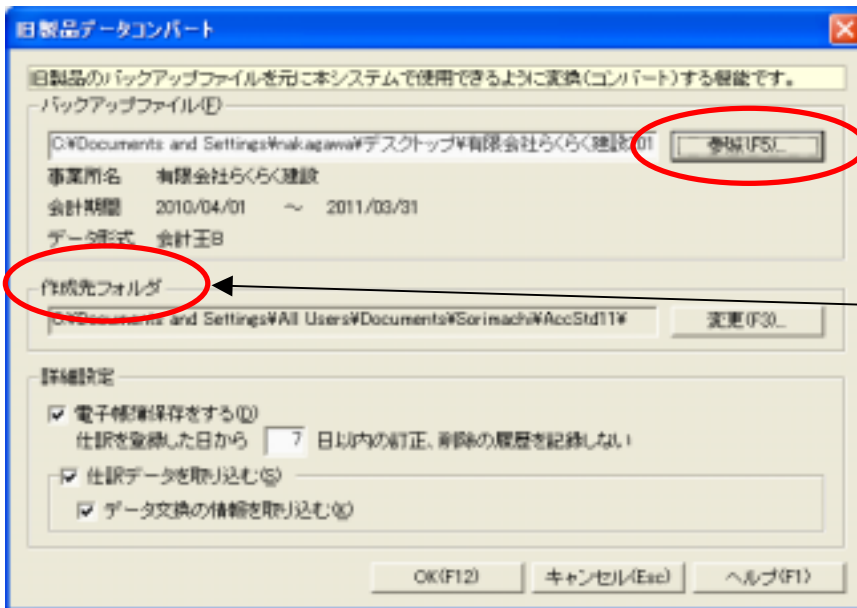 旧製品データコンバート
旧製品のバックアップファイルを元に本システムで使用できるように変換(コンバート)する機能です。
バックアップファイル(F)
C:¥Documents and Settings¥nakagawa¥デスクトップ¥有限会社らくらく建設201
参照(F5)...
事業所名 有限会社らくらく建設
会計期間 2010/04/01 ～ 2011/03/31
データ形式 会計王8
作成先フォルダ
C:¥Documents and Settings¥All Users¥Documents¥Sorimachi¥AccStd11¥
変更(F3)...
詳細設定
電子帳簿保存をする(D)
仕訳を登録した日から 7 日以内の訂正、削除の履歴を記録しない
仕訳データを取り込む(S)
データ交換の情報を取り込む(X)
OK(F12) キャンセル(Esc) ヘルプ(F1)